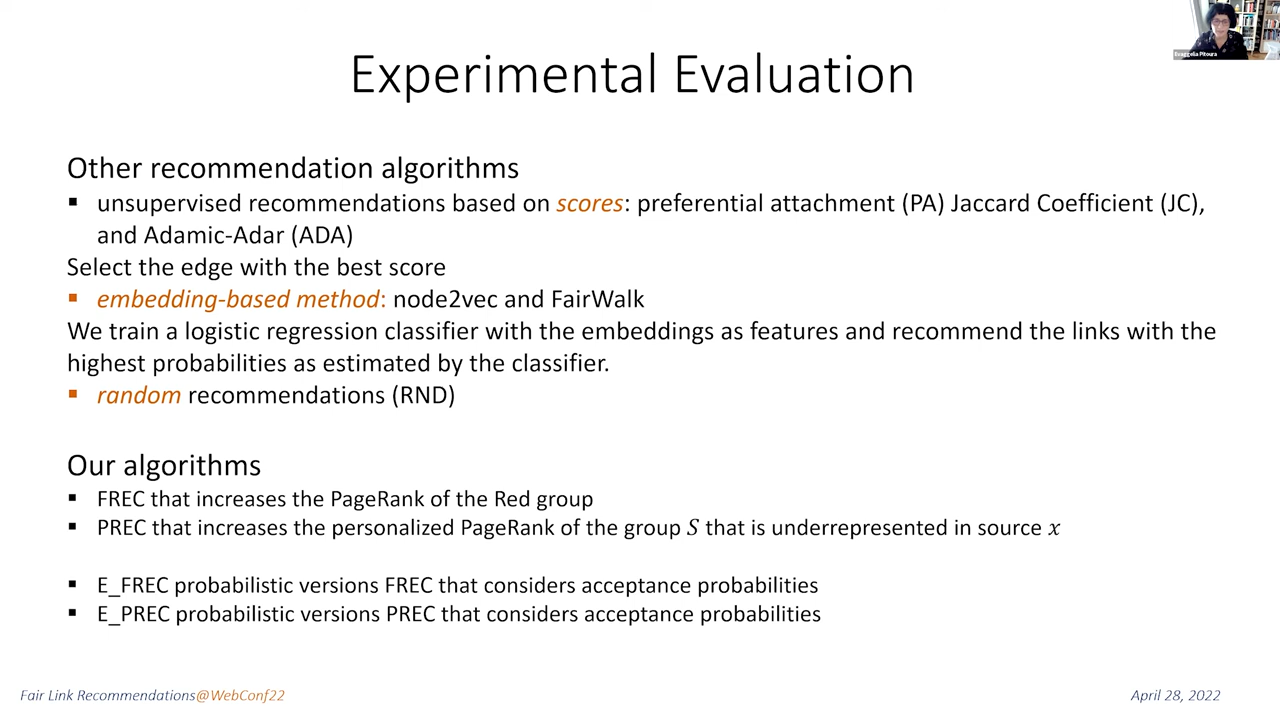 Evaggelia Pitoura
Experimental Evaluation
Other recommendation algorithms
▪ unsupervised recommendations based on scores: preferential attachment (PA) Jaccard Coefficient (JC),
and Adamic-Adar (ADA)
Select the edge with the best score
▪ embedding-based method: node2vec and FairWalk
We train a logistic regression classifier with the embeddings as features and recommend the links with the
highest probabilities as estimated by the classifier.
▪ random recommendations (RND)
Our algorithms
▪ FREC that increases the PageRank of the Red group
▪ PREC that increases the personalized PageRank of the group S that is underrepresented in source x
▪ E_FREC probabilistic versions FREC that considers acceptance probabilities
▪ E_PREC probabilistic versions PREC that considers acceptance probabilities
Fair Link Recommendations@WebConf22
April 28, 2022